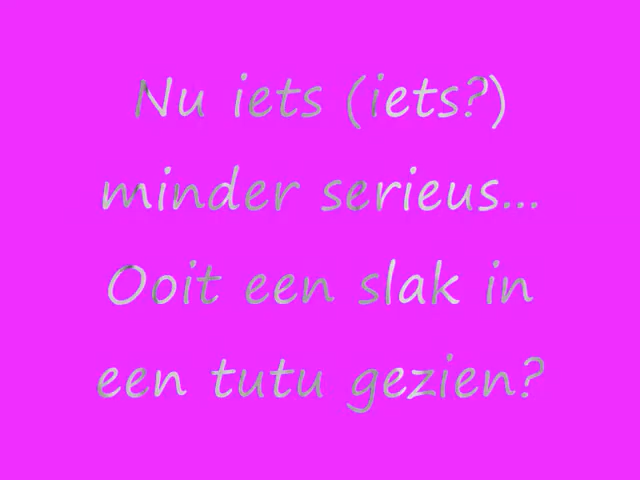 Nu iets (iets?)
minder serieus...
Ooit een slak in
een tutu gezien?